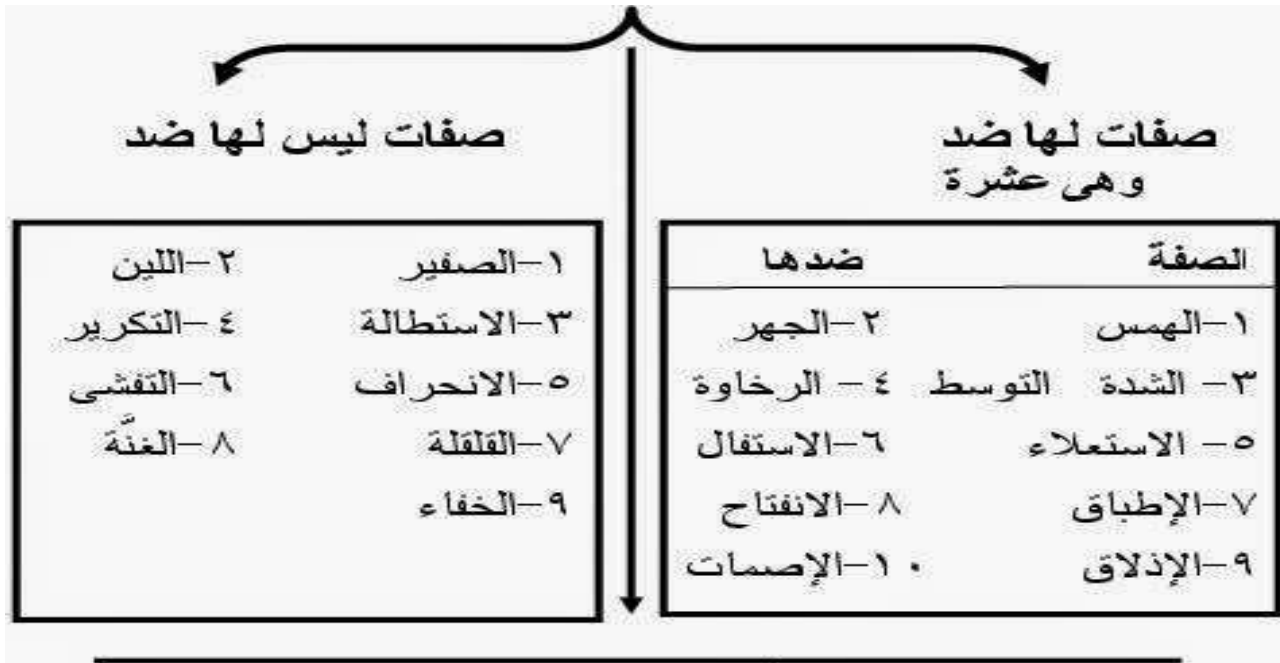 صفات لها ضد
وهى عشرة
الصفة ضدها
١-الهمس ٢-الجهر
٣- الشدة التوسط ٤- الرخاوة
٥- الاستعلاء ٦-الاستفال
٧-الإطباق ٨-الانفتاح
٩-الإذلاق ١٠-الإصمات
صفات ليس لها ضد
١-الصفير ٢-اللين
٣-الاستطالة ٤-التكرير
٥-الانحراف ٦-التفشى
٧-القلقلة ٨-الغنَّة
٩-الخفاء